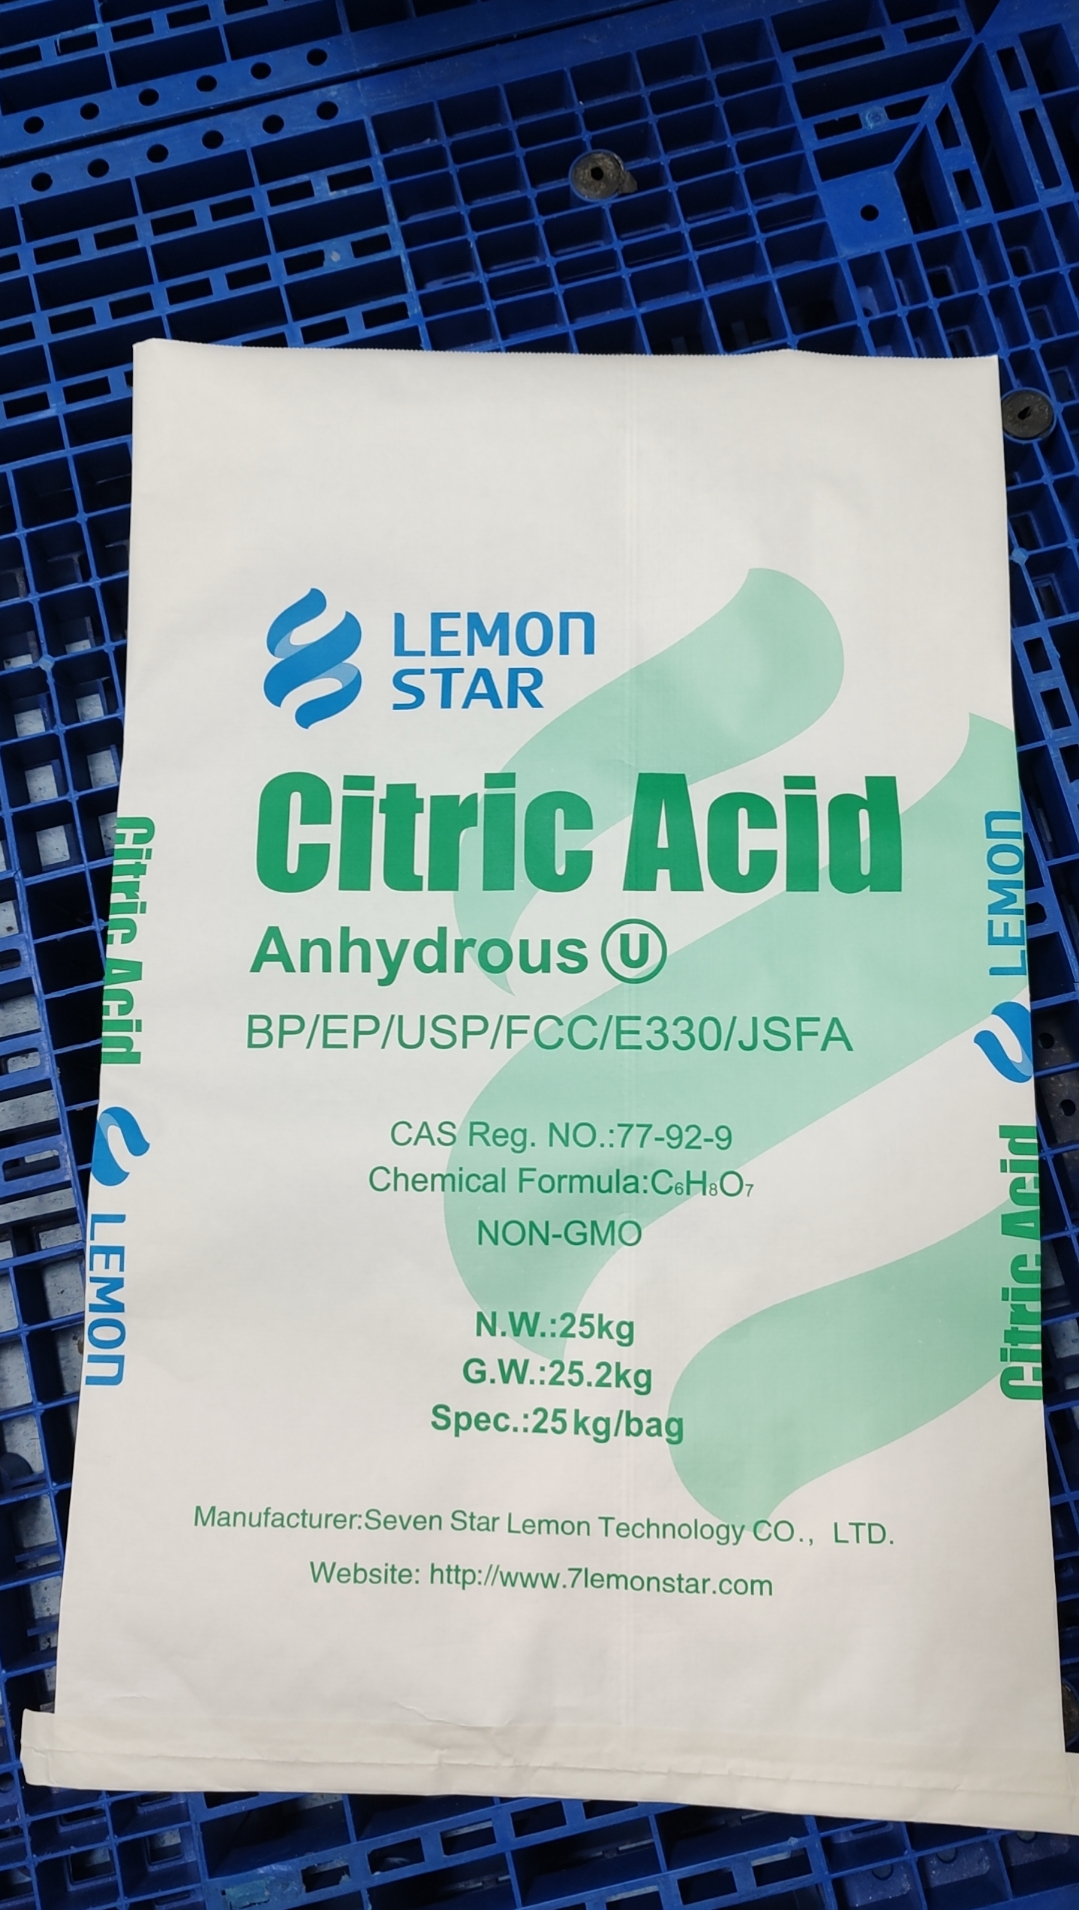 LEMON
STAR
Citric Acid
Anhydrous Ⓤ
BP/EP/USP/FCC/E330/JSFA
CAS Reg. NO.:77-92-9
Chemical Formula:C₆H₈O₇
NON-GMO
N.W.:25kg
G.W.:25.2kg
Spec.:25kg/bag
Manufacturer:Seven Star Lemon Technology CO., LTD.
Website: http://www.7lemonstar.com
Citric Acid
LEMON
LEMON
Citric Acid